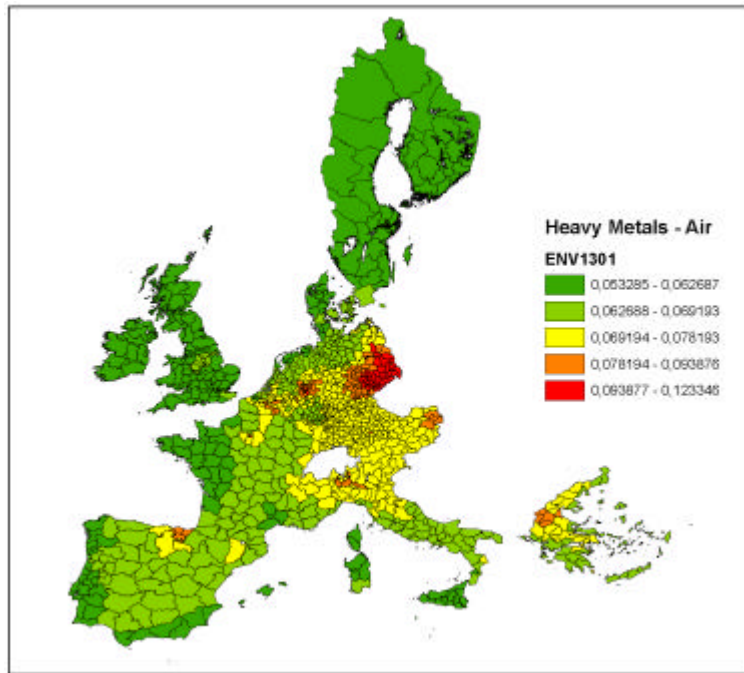 Heavy Metals - Air
ENV1301
0,053285 - 0,062687
0,062688 - 0,069193
0,069194 - 0,078193
0,078194 - 0,093876
0,093877 - 0,123346